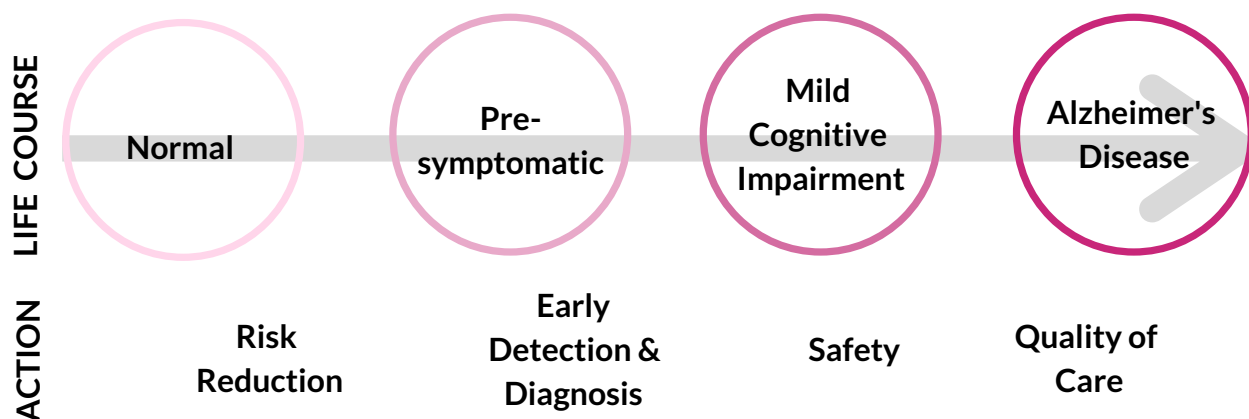 LIFE COURSE
Normal
Pre-
symptomatic
Mild
Cognitive
Impairment
Alzheimer's
Disease
ACTION
Risk
Reduction
Early
Detection &
Diagnosis
Safety
Quality of
Care